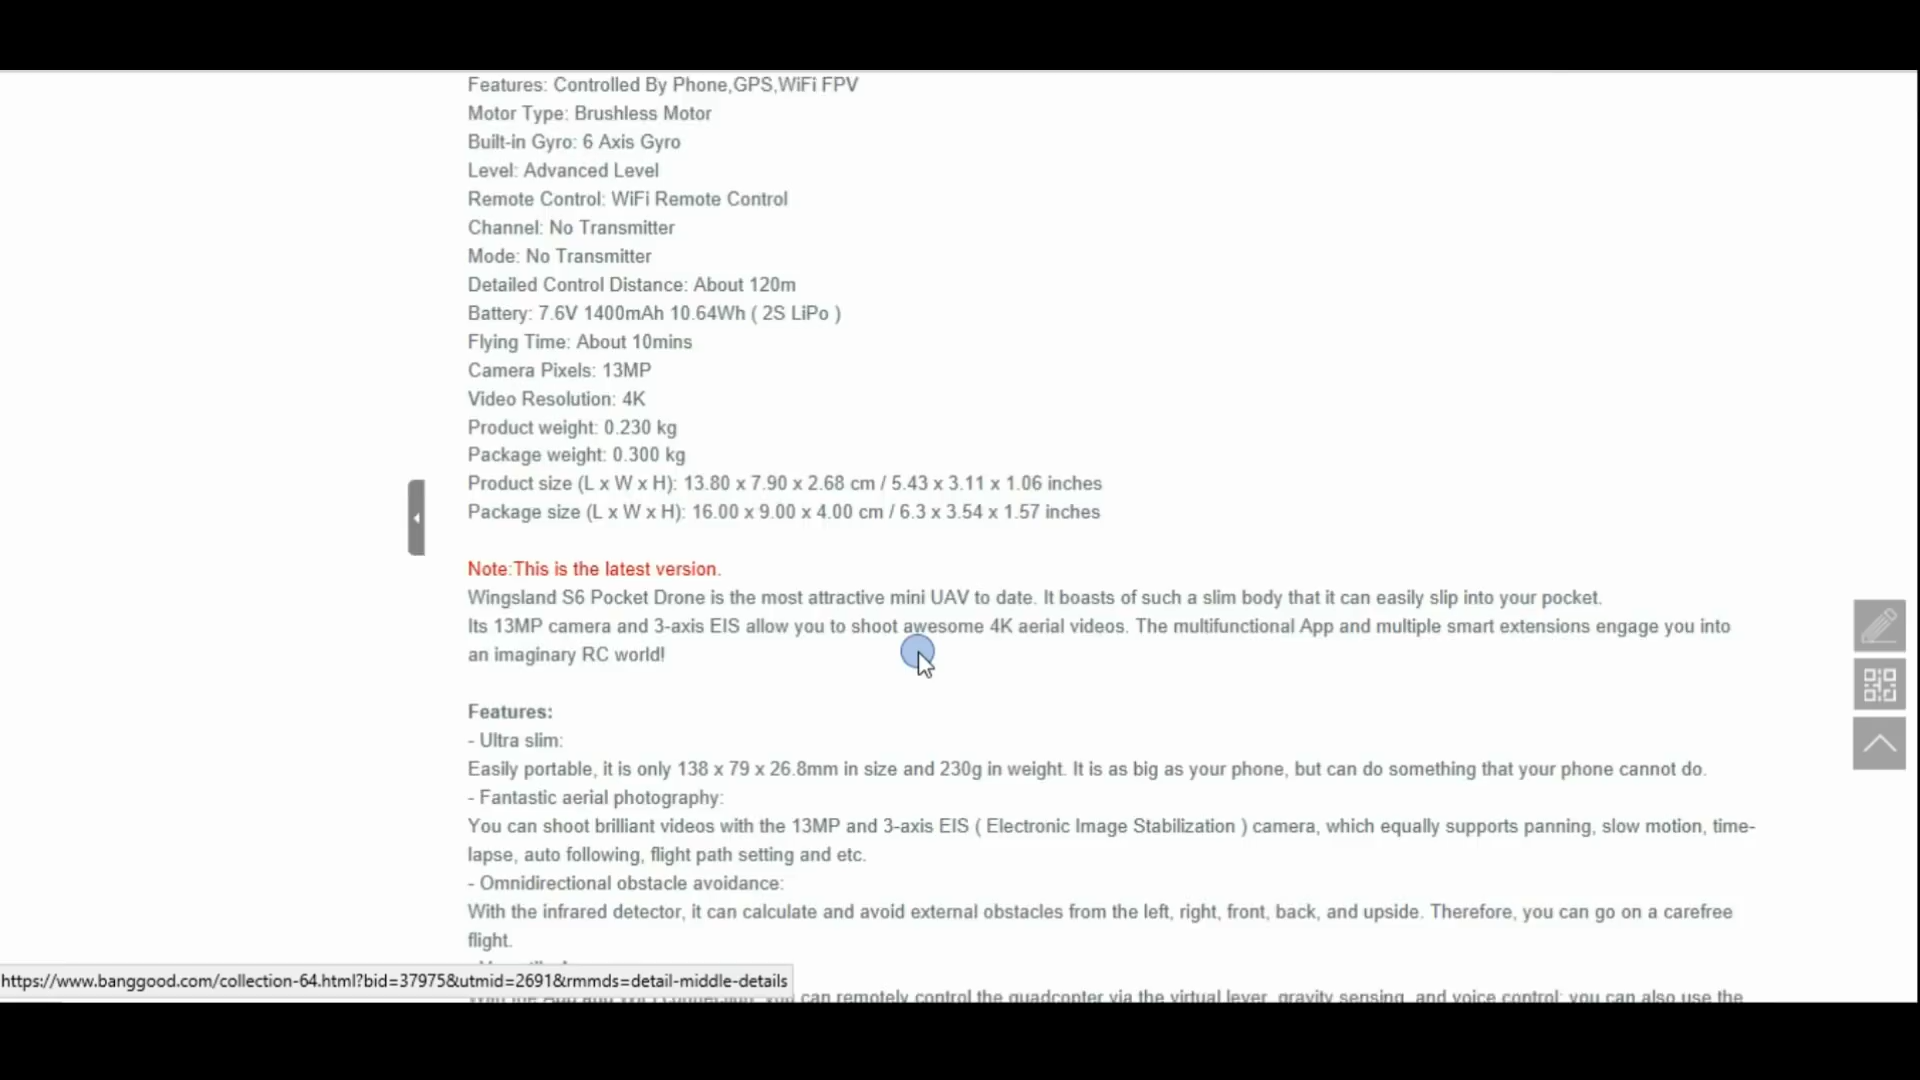 Features: Controlled By Phone,GPS,WiFi FPV
Motor Type: Brushless Motor
Built-in Gyro: 6 Axis Gyro
Level: Advanced Level
Remote Control: WiFi Remote Control
Channel: No Transmitter
Mode: No Transmitter
Detailed Control Distance: About 120m
Battery: 7.6V 1400mAh 10.64Wh ( 2S LiPo )
Flying Time: About 10mins
Camera Pixels: 13MP
Video Resolution: 4K
Product weight: 0.230 kg
Package weight: 0.300 kg
Product size (L x W x H): 13.80 x 7.90 x 2.68 cm / 5.43 x 3.11 x 1.06 inches
Package size (L x W x H): 16.00 x 9.00 x 4.00 cm / 6.3 x 3.54 x 1.57 inches
Note:This is the latest version.
Wingsland S6 Pocket Drone is the most attractive mini UAV to date. It boasts of such a slim body that it can easily slip into your pocket.
Its 13MP camera and 3-axis EIS allow you to shoot awesome 4K aerial videos. The multifunctional App and multiple smart extensions engage you into
an imaginary RC world!
Features:
- Ultra slim:
Easily portable, it is only 138 x 79 x 26.8mm in size and 230g in weight. It is as big as your phone, but can do something that your phone cannot do.
- Fantastic aerial photography:
You can shoot brilliant videos with the 13MP and 3-axis EIS ( Electronic Image Stabilization ) camera, which equally supports panning, slow motion, time-
lapse, auto following, flight path setting and etc.
- Omnidirectional obstacle avoidance:
With the infrared detector, it can calculate and avoid external obstacles from the left, right, front, back, and upside. Therefore, you can go on a carefree
flight.
https://www.banggood.com/collection-64.html?bid=37975&utmid=2691&rmmds=detail-middle-details
can remotely control the quadcopter via the virtual lever, gravity sensing, and voice control; you can also use the